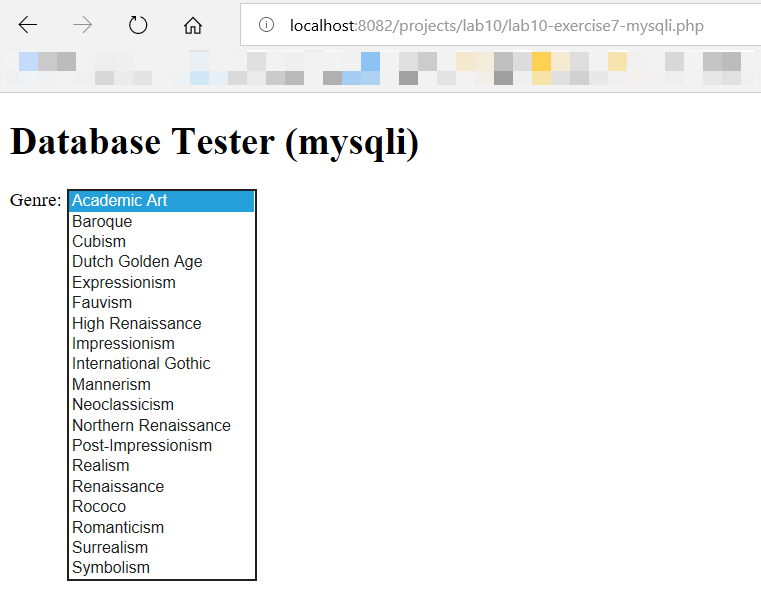 localhost:8082/projects/lab10/lab10-exercise7-mysqli.php
Database Tester (mysqli)
Genre: Academic Art
Baroque
Cubism
Dutch Golden Age
Expressionism
Fauvism
High Renaissance
Impressionism
International Gothic
Mannerism
Neoclassicism
Northern Renaissance
Post-Impressionism
Realism
Renaissance
Rococo
Romanticism
Surrealism
Symbolism